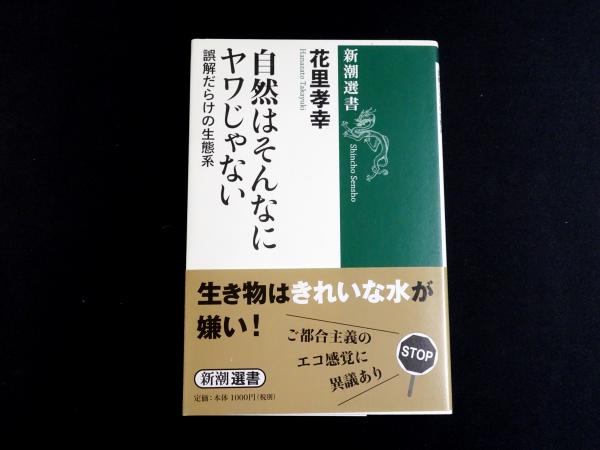 新潮選書
Shincho Sensho
花里孝幸
Hanazato Takayuki
自然はそんなに
ヤワじゃない
誤解だらけの生態系
生き物はきれいな水が
嫌い！
ご都合主義の
エコ感覚に
異議あり
STOP
新潮選書
定価：本体1000円（税別）